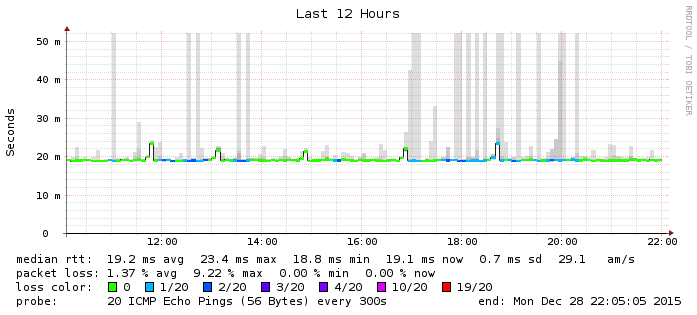 Last 12 Hours
RRDTOOL / TOBI OETIKER
Seconds
50 m
40 m
30 m
20 m
10 m
0
12:00 14:00 16:00 18:00 20:00 22:00
median rtt: 19.2 ms avg 23.4 ms max 18.8 ms min 19.1 ms now 0.7 ms sd 29.1 am/s
packet loss: 1.37 % avg 9.22 % max 0.00 % min 0.00 % now
loss color: 0 1/20 2/20 3/20 4/20 10/20 19/20
probe: 20 ICMP Echo Pings (56 Bytes) every 300s end: Mon Dec 28 22:05:05 2015